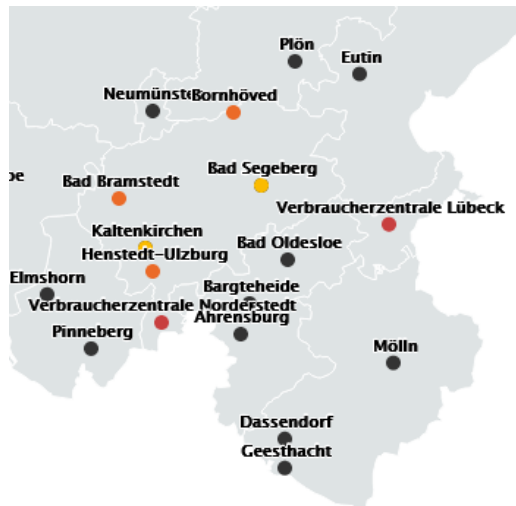 Plön
Eutin
Neumünste
Bornhöved
Bad Segeberg
Bad Bramstedt
Verbraucherzentrale Lübeck
Kaltenkirchen
Bad Oldesloe
Henstedt-Ulzburg
Elmshorn
Bargteheide
Verbraucherzentrale Norderstedt
Ahrensburg
Pinneberg
Mölln
Dassendorf
Geesthacht